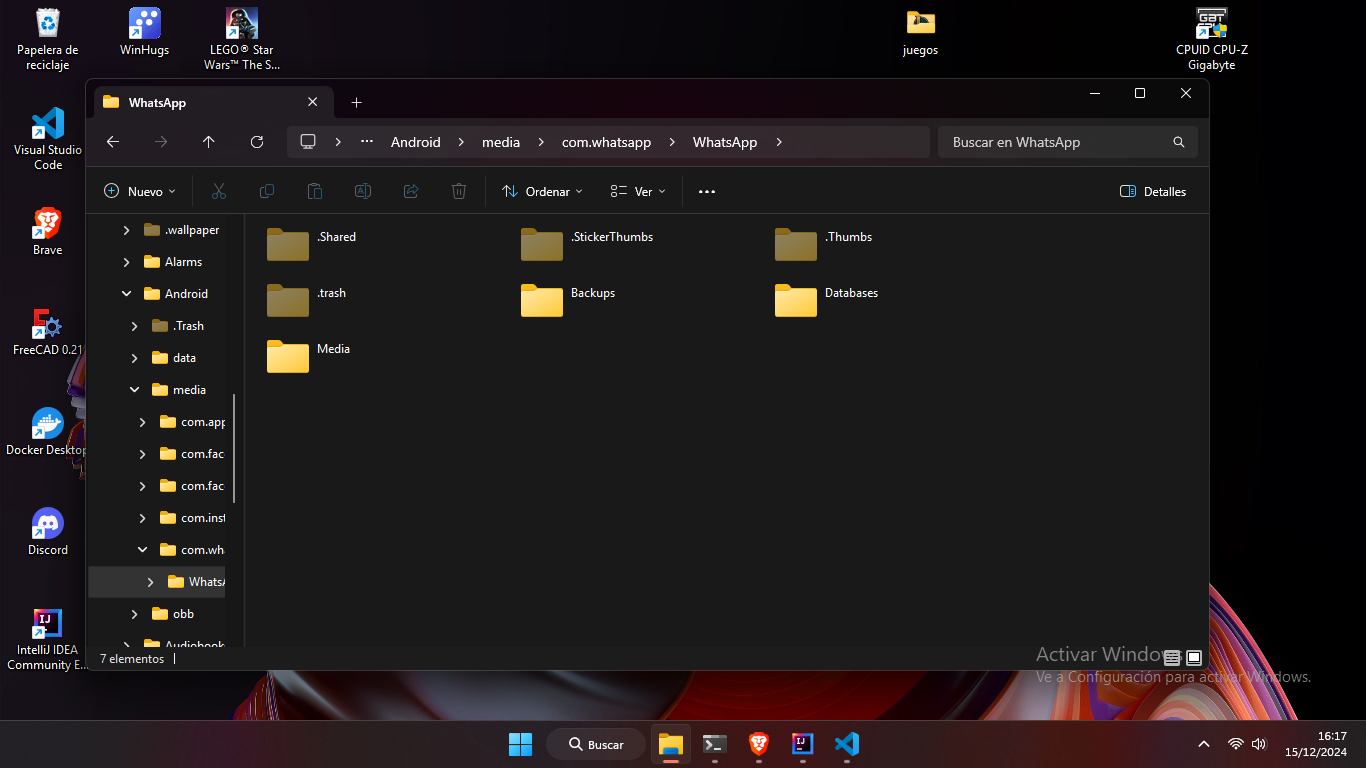 Papelera de
reciclaje
WinHugs
LEGO® Star
Wars™ The S...
juegos
CPUID CPU-Z
Gigabyte
Visual Studio
Code
Brave
FreeCAD 0.21
Docker Desktop
Discord
IntelliJ IDEA
Community E...
WhatsApp
Android
media
com.whatsapp
WhatsApp
Buscar en WhatsApp
Nuevo
Ordenar
Ver
Detalles
.wallpaper
Alarms
Android
.Trash
data
media
com.app
com.fac
com.fac
com.inst
com.wha
WhatsA
obb
Audiobook
.Shared
.StickerThumbs
.Thumbs
.trash
Backups
Databases
Media
7 elementos
Activar Windows
Ve a Configuración para activar Windows.
Buscar
16:17
15/12/2024